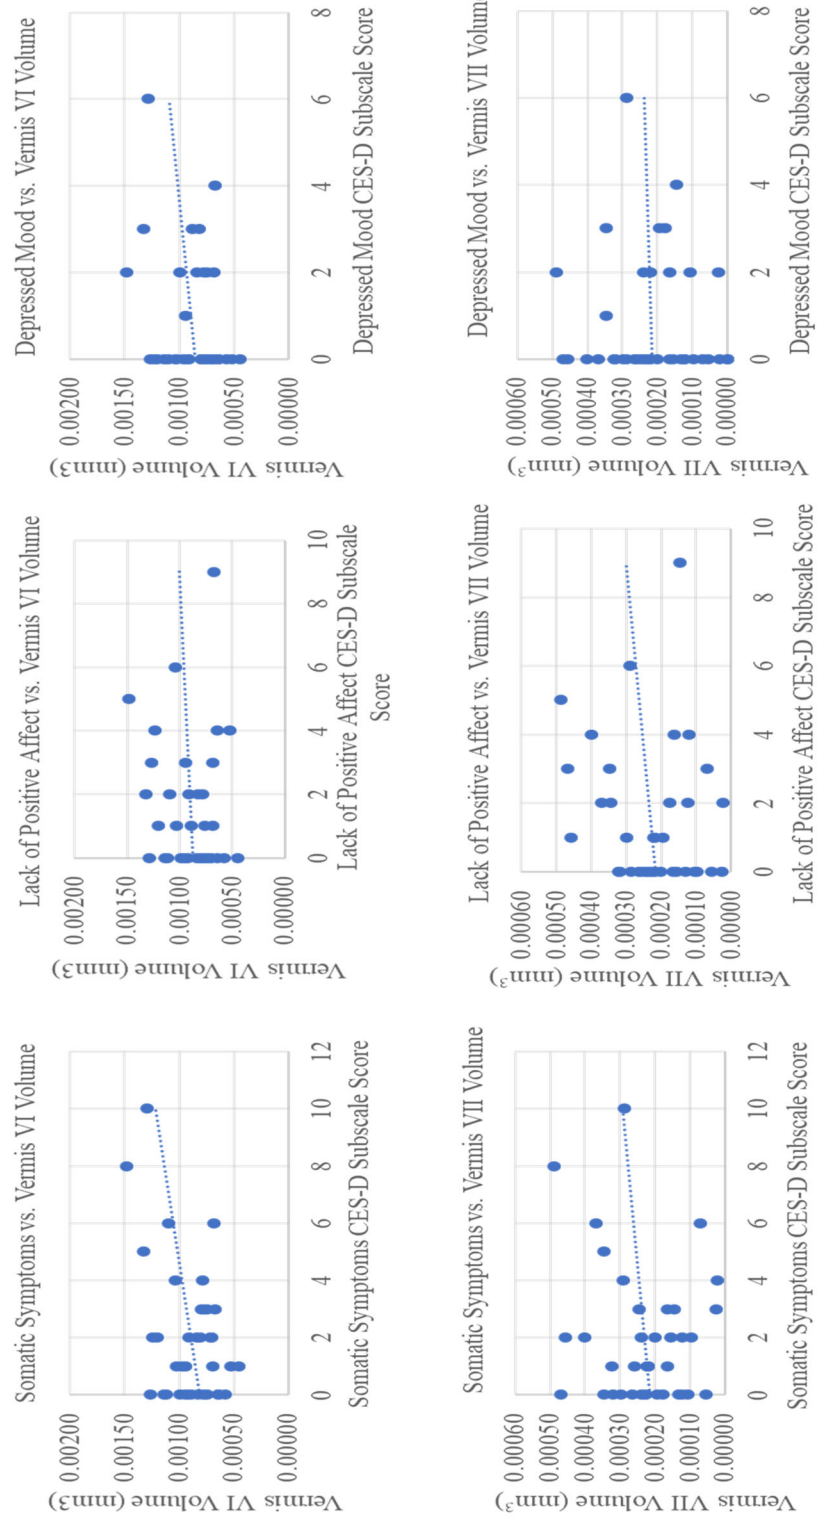 Somatic Symptoms vs. Vermis VI Volume
Vermis VI Volume (mm3)
0.00200
0.00150
0.00100
0.00050
0.00000
0 2 4 6 8 10 12
Somatic Symptoms CES-D Subscale Score
Lack of Positive Affect vs. Vermis VI Volume
Vermis VI Volume (mm3)
0.00200
0.00150
0.00100
0.00050
0.00000
0 2 4 6 8 10
Lack of Positive Affect CES-D Subscale
Score
Depressed Mood vs. Vermis VI Volume
Vermis VI Volume (mm3)
0.00200
0.00150
0.00100
0.00050
0.00000
0 2 4 6 8
Depressed Mood CES-D Subscale Score
Somatic Symptoms vs. Vermis VII Volume
Vermis VII Volume (mm³)
0.00060
0.00050
0.00040
0.00030
0.00020
0.00010
0.00000
0 2 4 6 8 10 12
Somatic Symptoms CES-D Subscale Score
Lack of Positive Affect vs. Vermis VII Volume
Vermis VII Volume (mm³)
0.00060
0.00050
0.00040
0.00030
0.00020
0.00010
0.00000
0 2 4 6 8 10
Lack of Positive Affect CES-D Subscale Score
Depressed Mood vs. Vermis VII Volume
Vermis VII Volume (mm³)
0.00060
0.00050
0.00040
0.00030
0.00020
0.00010
0.00000
0 2 4 6 8
Depressed Mood CES-D Subscale Score